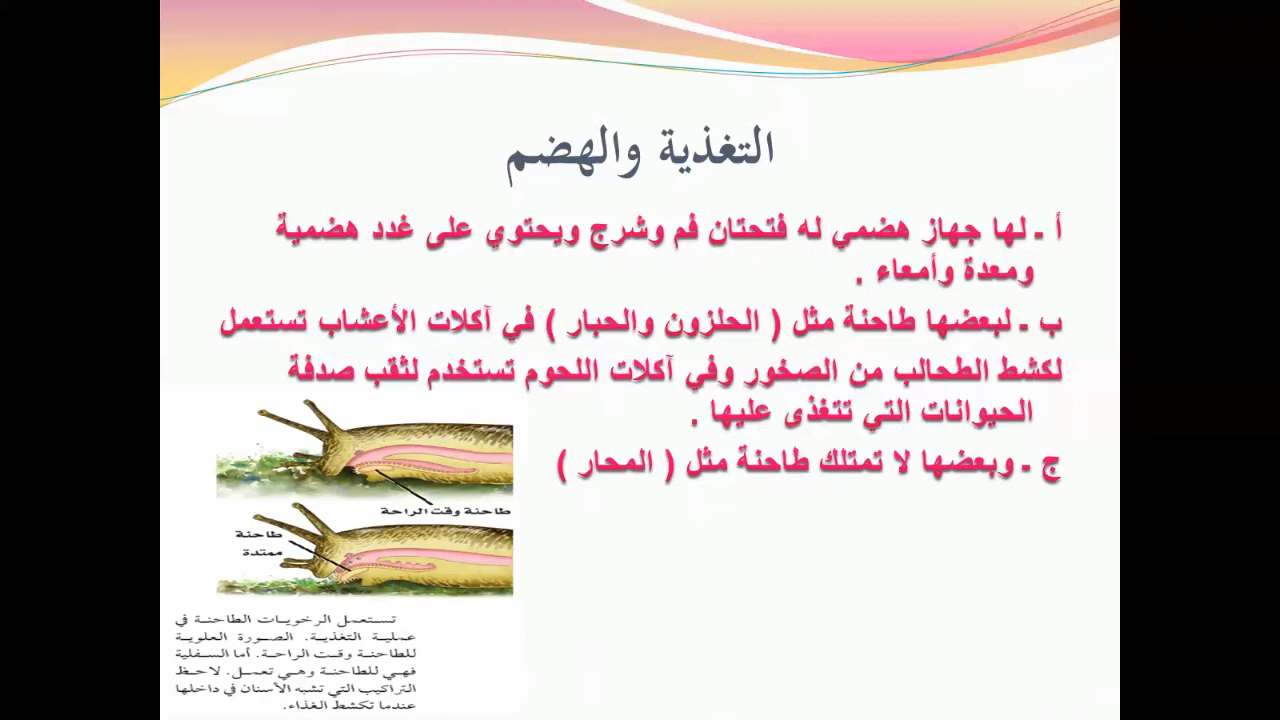 التغذية والهضم
أ ـ لها جهاز هضمي له فتحتان فم وشرج ويحتوي على غدد هضمية
ومعدة وأمعاء .
ب ـ لبعضها طاحنة مثل ( الحلزون والحبار ) في آكلات الأعشاب تستعمل
لكشط الطحالب من الصخور وفي آكلات اللحوم تستخدم لثقب صدفة
الحيوانات التي تتغذى عليها .
ج ـ وبعضها لا تمتلك طاحنة مثل ( المحار )
طاحنة وقت الراحة
طاحنة
ممتدة
تستعمل الرخويات الطاحنة في
عملية التغذية. الصورة العلوية
للطاحنة وقت الراحة. أما السفلية
فهي للطاحنة وهي تعمل. لاحظ
التراكيب التي تشبه الأسنان في داخلها
عندما تكشط الغذاء.